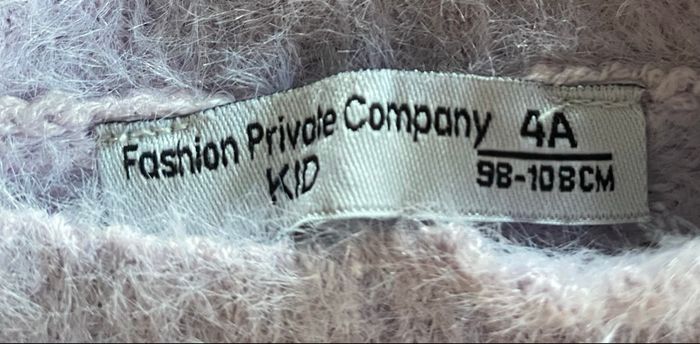 Fashion Private Company
KID
4A
98-108CM